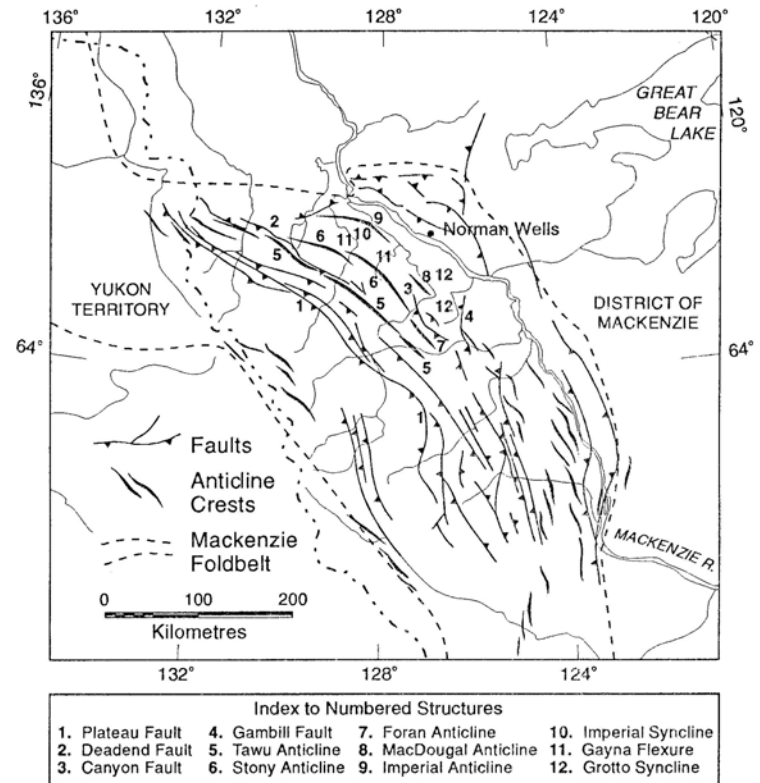 136° 132° 128° 124° 120°
136°
120°
GREAT
BEAR
LAKE
Norman Wells
2 9
10
6 11
11
5
6 8 12
3
12
1 5 4
7
5
1
YUKON
TERRITORY
DISTRICT OF
MACKENZIE
64° 64°
Faults
Anticline
Crests
Mackenzie
Foldbelt
MACKENZIE R.
0 100 200
Kilometres
132° 128° 124°
Index to Numbered Structures
1. Plateau Fault 4. Gambill Fault 7. Foran Anticline 10. Imperial Syncline
2. Deadend Fault 5. Tawu Anticline 8. MacDougal Anticline 11. Gayna Flexure
3. Canyon Fault 6. Stony Anticline 9. Imperial Anticline 12. Grotto Syncline